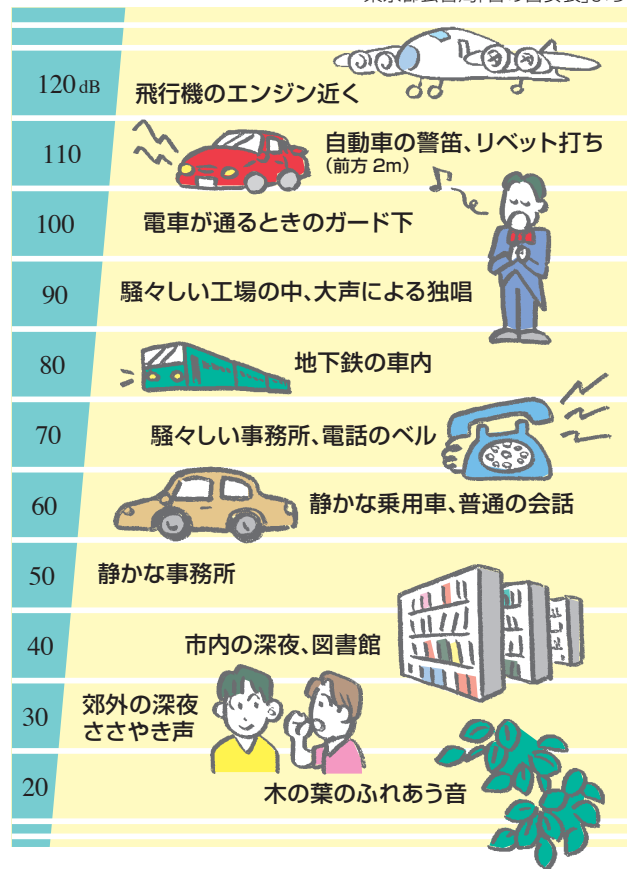 120dB 飛行機のエンジン近く
110 自動車の警笛、リベット打ち
(前方 2m)
100 電車が通るときのガード下
90 騒々しい工場の中、大声による独唱
80 地下鉄の車内
70 騒々しい事務所、電話のベル
60 静かな乗用車、普通の会話
50 静かな事務所
40 市内の深夜、図書館
30 郊外の深夜
ささやき声
20 木の葉のふれあう音